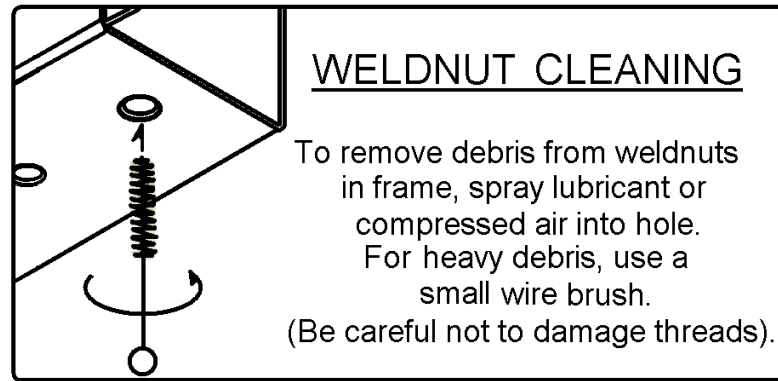 WELDNUT CLEANING
To remove debris from weldnuts
in frame, spray lubricant or
compressed air into hole.
For heavy debris, use a
small wire brush.
(Be careful not to damage threads).